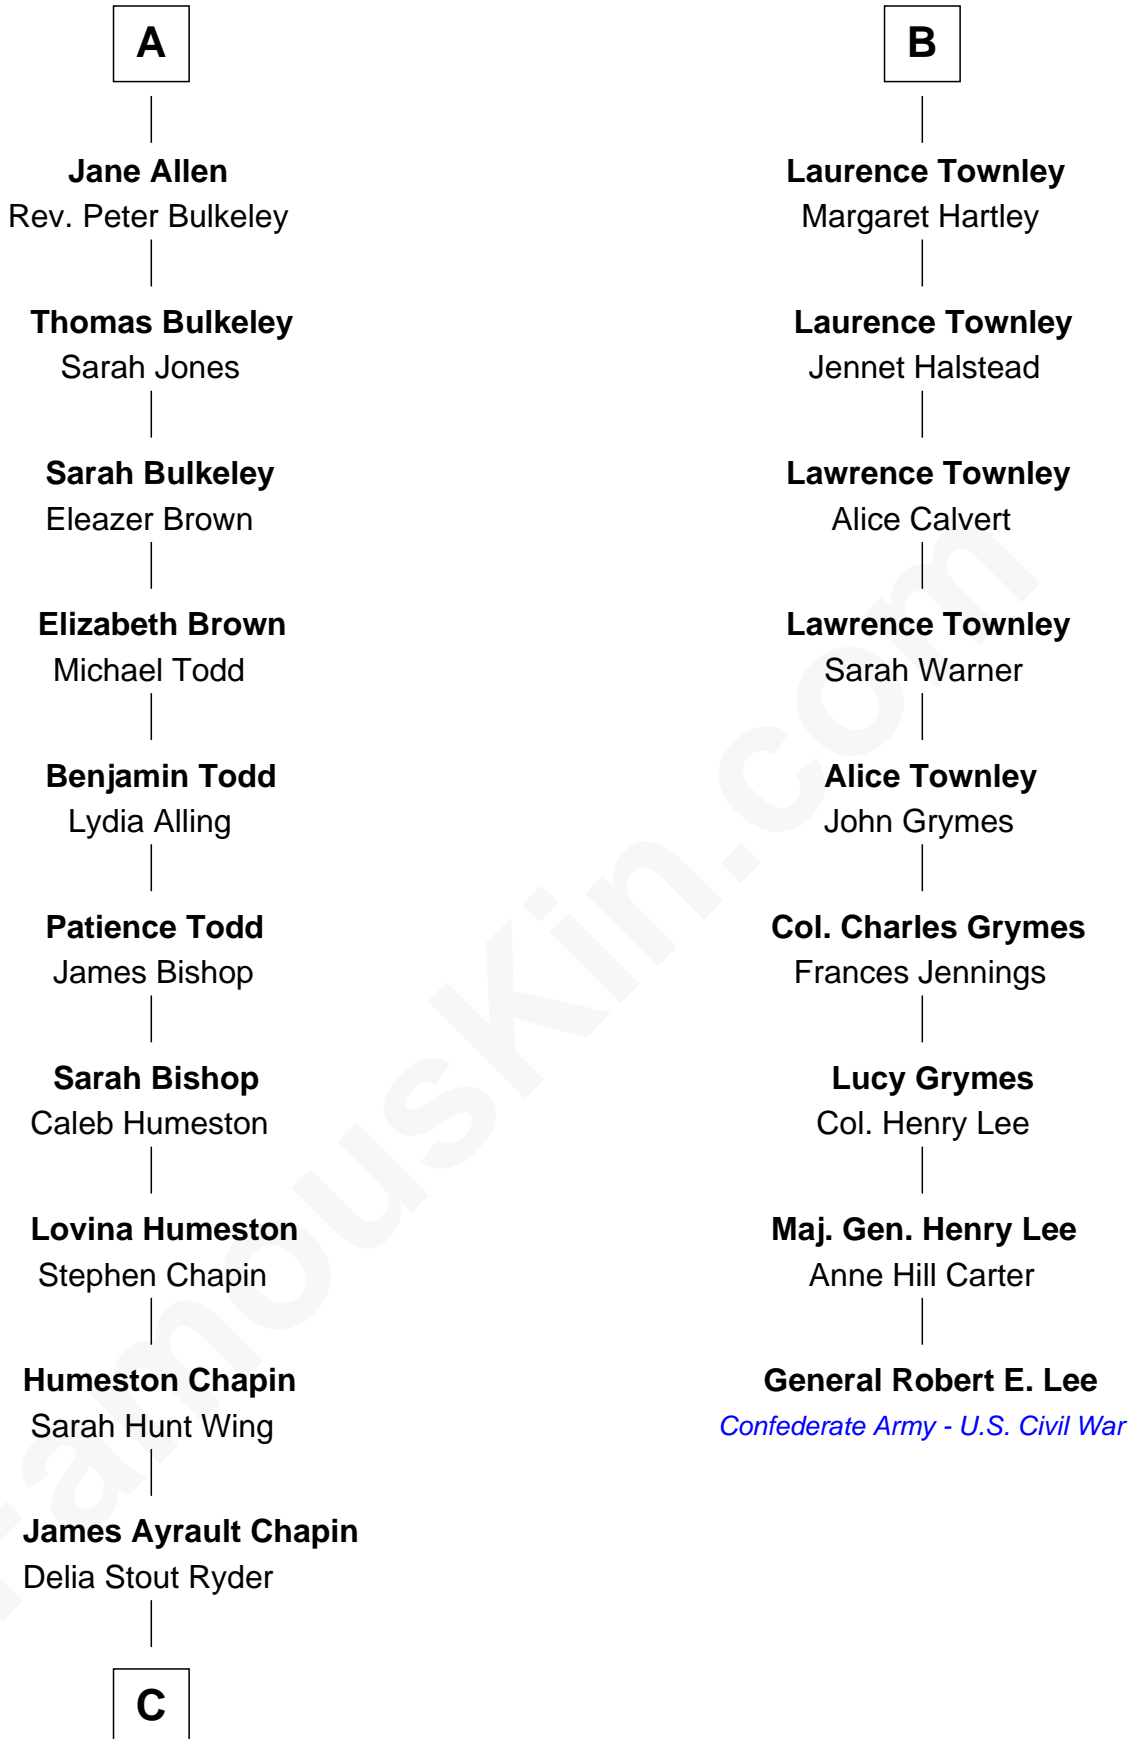 A
Jane Allen
Rev. Peter Bulkeley
Thomas Bulkeley
Sarah Jones
Sarah Bulkeley
Eleazer Brown
Elizabeth Brown
Michael Todd
Benjamin Todd
Lydia Alling
Patience Todd
James Bishop
Sarah Bishop
Caleb Humeston
Lovina Humeston
Stephen Chapin
Humeston Chapin
Sarah Hunt Wing
James Ayrault Chapin
Delia Stout Ryder
C
B
Laurence Townley
Margaret Hartley
Laurence Townley
Jennet Halstead
Lawrence Townley
Alice Calvert
Lawrence Townley
Sarah Warner
Alice Townley
John Grymes
Col. Charles Grymes
Frances Jennings
Lucy Grymes
Col. Henry Lee
Maj. Gen. Henry Lee
Anne Hill Carter
General Robert E. Lee
Confederate Army - U.S. Civil War
FamousKin.com